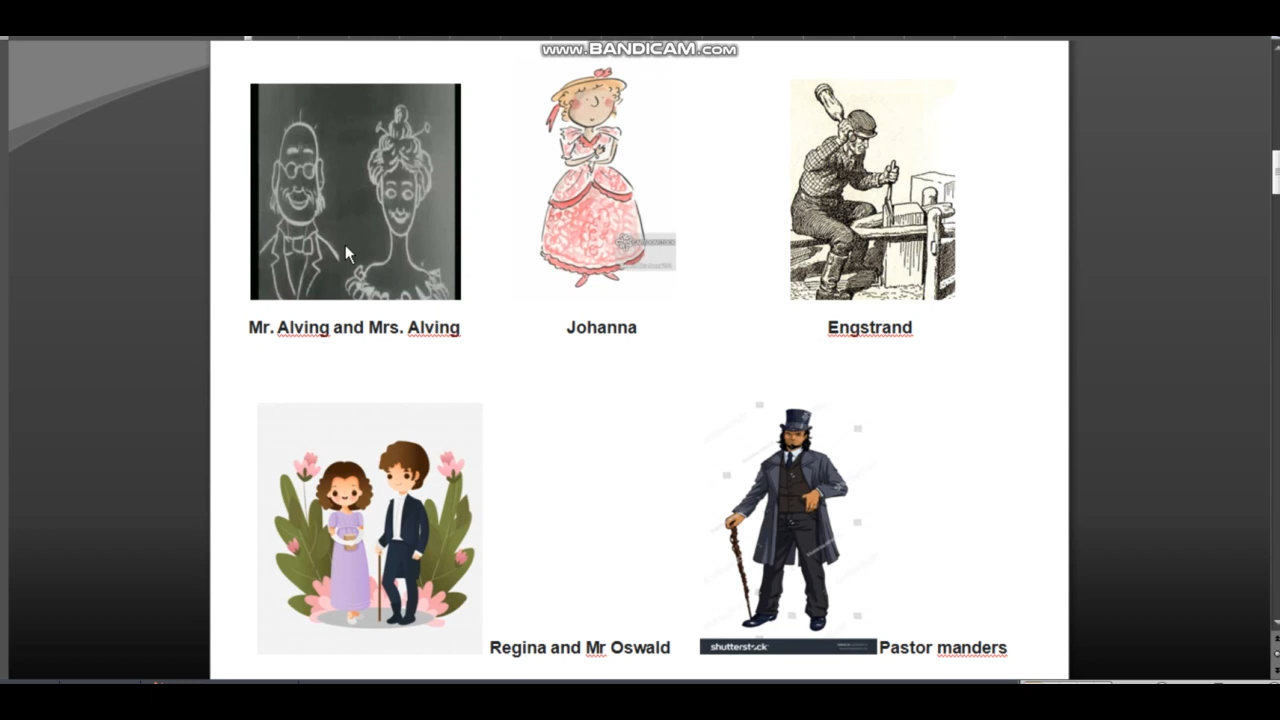 www.BANDICAM.com
Mr. Alving and Mrs. Alving
Johanna
Engstrand
Regina and Mr Oswald
shutterstock
Pastor manders